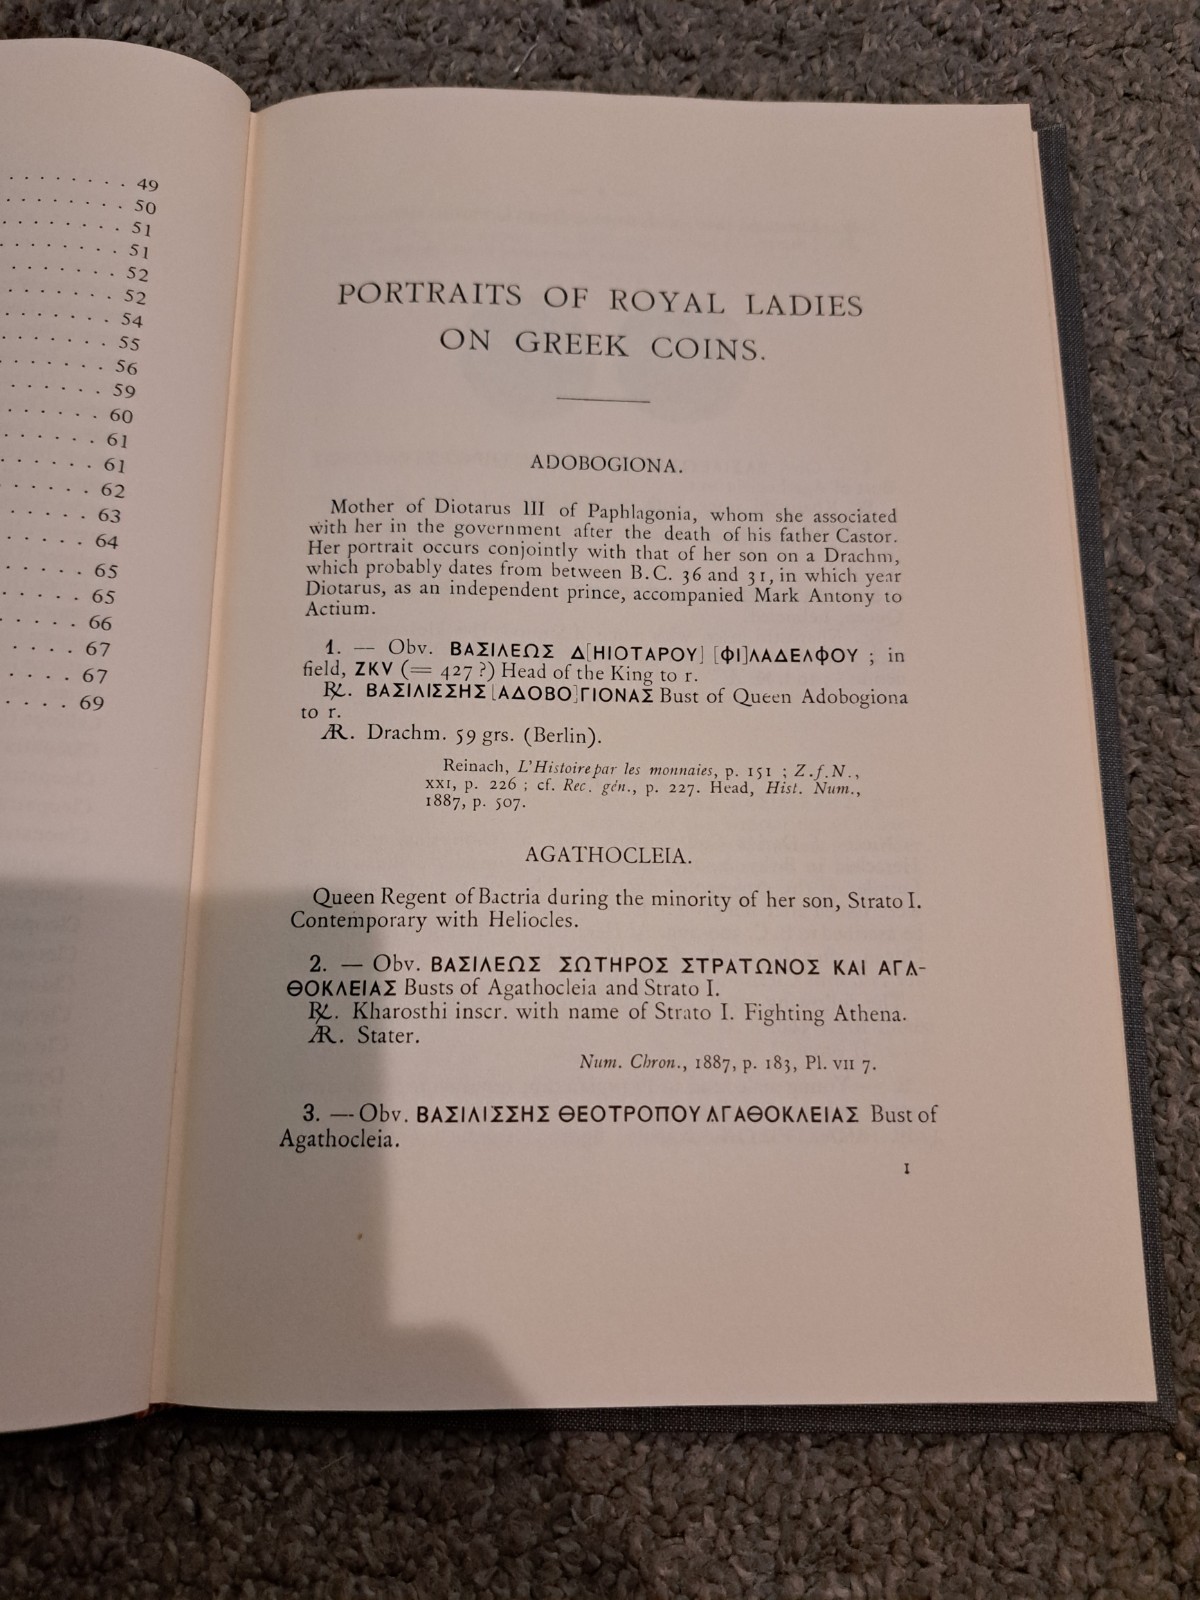 49
50
51
51
52
52
54
55
56
59
60
61
61
62
63
64
65
65
66
67
67
69
PORTRAITS OF ROYAL LADIES
ON GREEK COINS.
ADOBOGIONA.
Mother of Diotarus III of Paphlagonia, whom she associated
with her in the government after the death of his father Castor.
Her portrait occurs conjointly with that of her son on a Drachm,
which probably dates from between B.C. 36 and 31, in which year
Diotarus, as an independent prince, accompanied Mark Antony to
Actium.
1. — Obv. ΒΑΣΙΛΕΩΣ Δ[ΗΙΟΤΑΡΟΥ] [ΦΙ]ΛΑΔΕΛΦΟΥ ; in
field, ZKV (= 427 ?) Head of the King to r.
℞. ΒΑΣΙΛΙΣΣΗΣ [ΑΔΟΒΟ]ΓΙΟΝΑΣ Bust of Queen Adobogiona
to r.
ÆR. Drachm. 59 grs. (Berlin).
Reinach, L'Histoire par les monnaies, p. 151 ; Z.f.N.,
XXI, p. 226 ; cf. Rec. gén., p. 227. Head, Hist. Num.,
1887, p. 507.
AGATHOCLEIA.
Queen Regent of Bactria during the minority of her son, Strato I.
Contemporary with Heliocles.
2. — Obv. ΒΑΣΙΛΕΩΣ ΣΩΤΗΡΟΣ ΣΤΡΑΤΩΝΟΣ ΚΑΙ ΑΓΑ-
ΘΟΚΛΕΙΑΣ Busts of Agathocleia and Strato I.
℞. Kharosthi inscr. with name of Strato I. Fighting Athena.
ÆR. Stater.
Num. Chron., 1887, p. 183, Pl. VII 7.
3. — Obv. ΒΑΣΙΛΙΣΣΗΣ ΘΕΟΤΡΟΠΟΥ ΑΓΑΘΟΚΛΕΙΑΣ Bust of
Agathocleia.
1